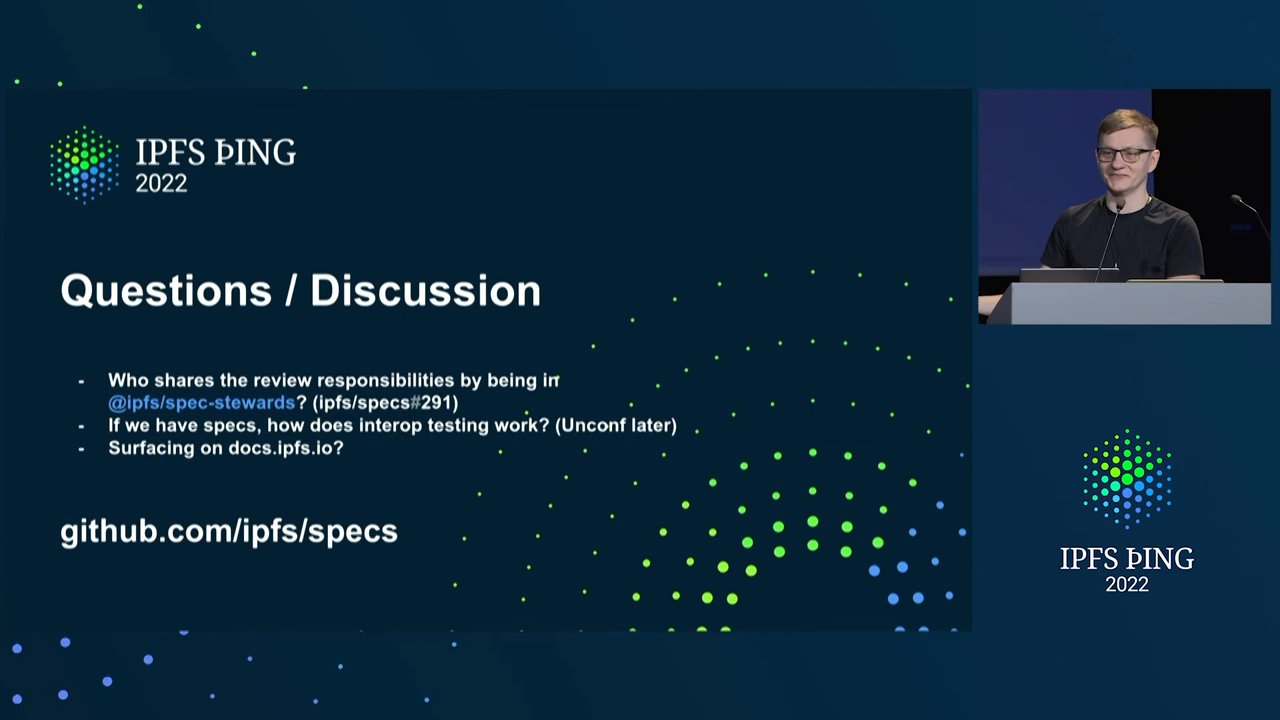 IPFS ÞING
2022
Questions / Discussion
- Who shares the review responsibilities by being in
@ipfs/spec-stewards? (ipfs/specs#291)
- If we have specs, how does interop testing work? (Unconf later)
- Surfacing on docs.ipfs.io?
github.com/ipfs/specs
IPFS ÞING
2022